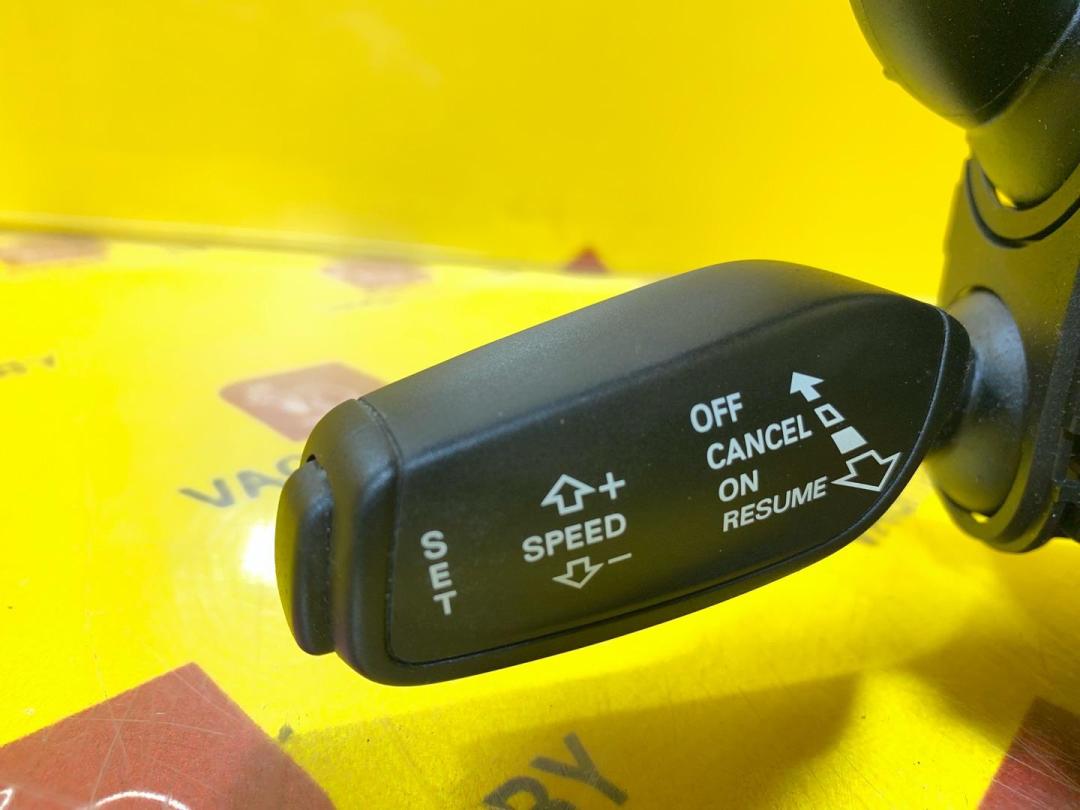 OFF
CANCEL
ON
RESUME
+
SPEED
−
SET